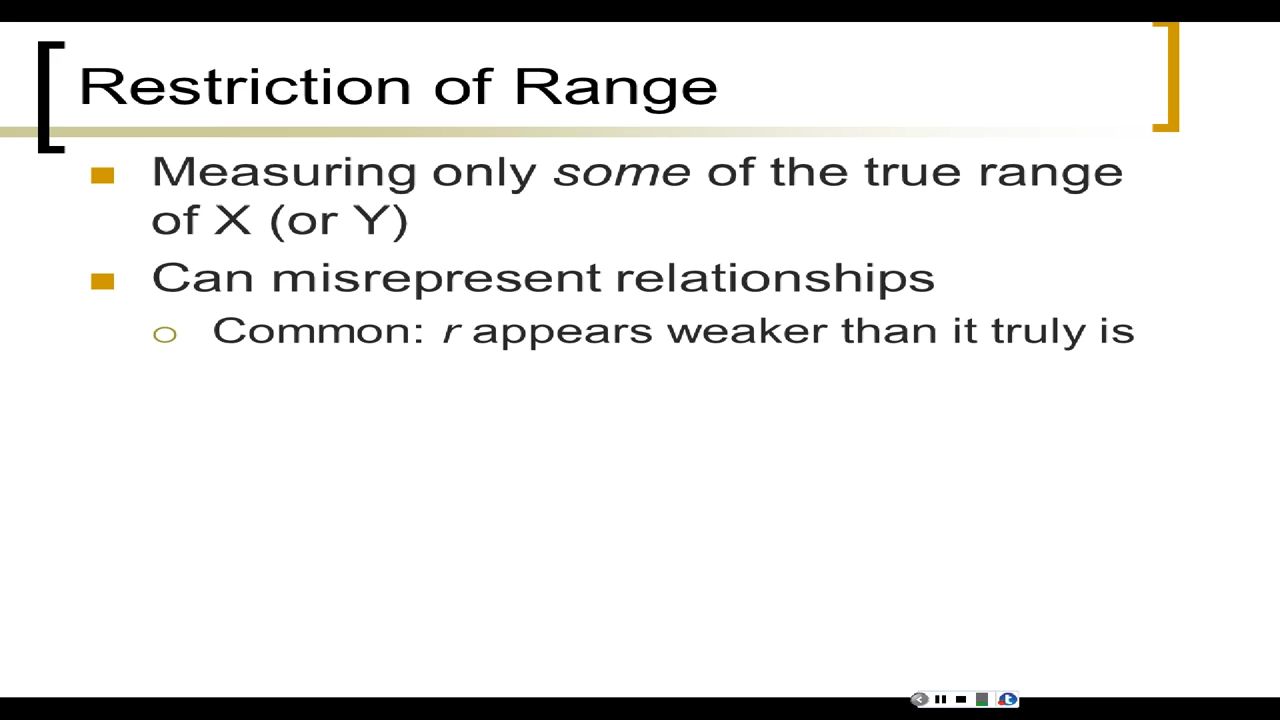 Restriction of Range
Measuring only some of the true range
of X (or Y)
Can misrepresent relationships
Common: r appears weaker than it truly is